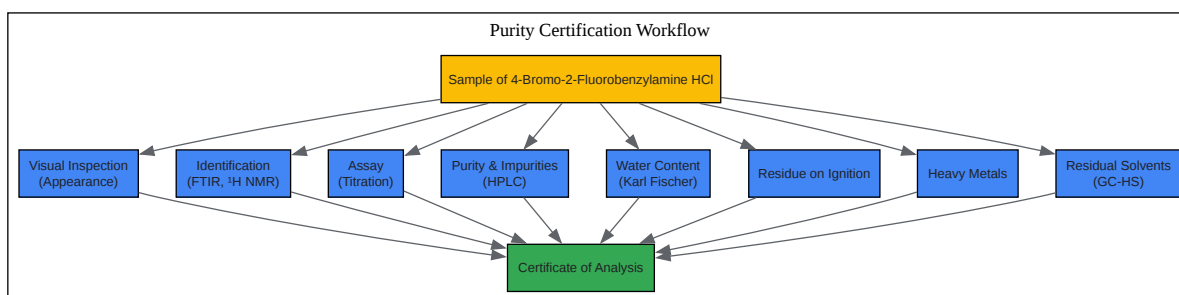 Purity Certification Workflow
Sample of 4-Bromo-2-Fluorobenzylamine HCl
Visual Inspection
(Appearance)
Identification
(FTIR, ¹H NMR)
Assay
(Titration)
Purity & Impurities
(HPLC)
Water Content
(Karl Fischer)
Residue on Ignition
Heavy Metals
Residual Solvents
(GC-HS)
Certificate of Analysis